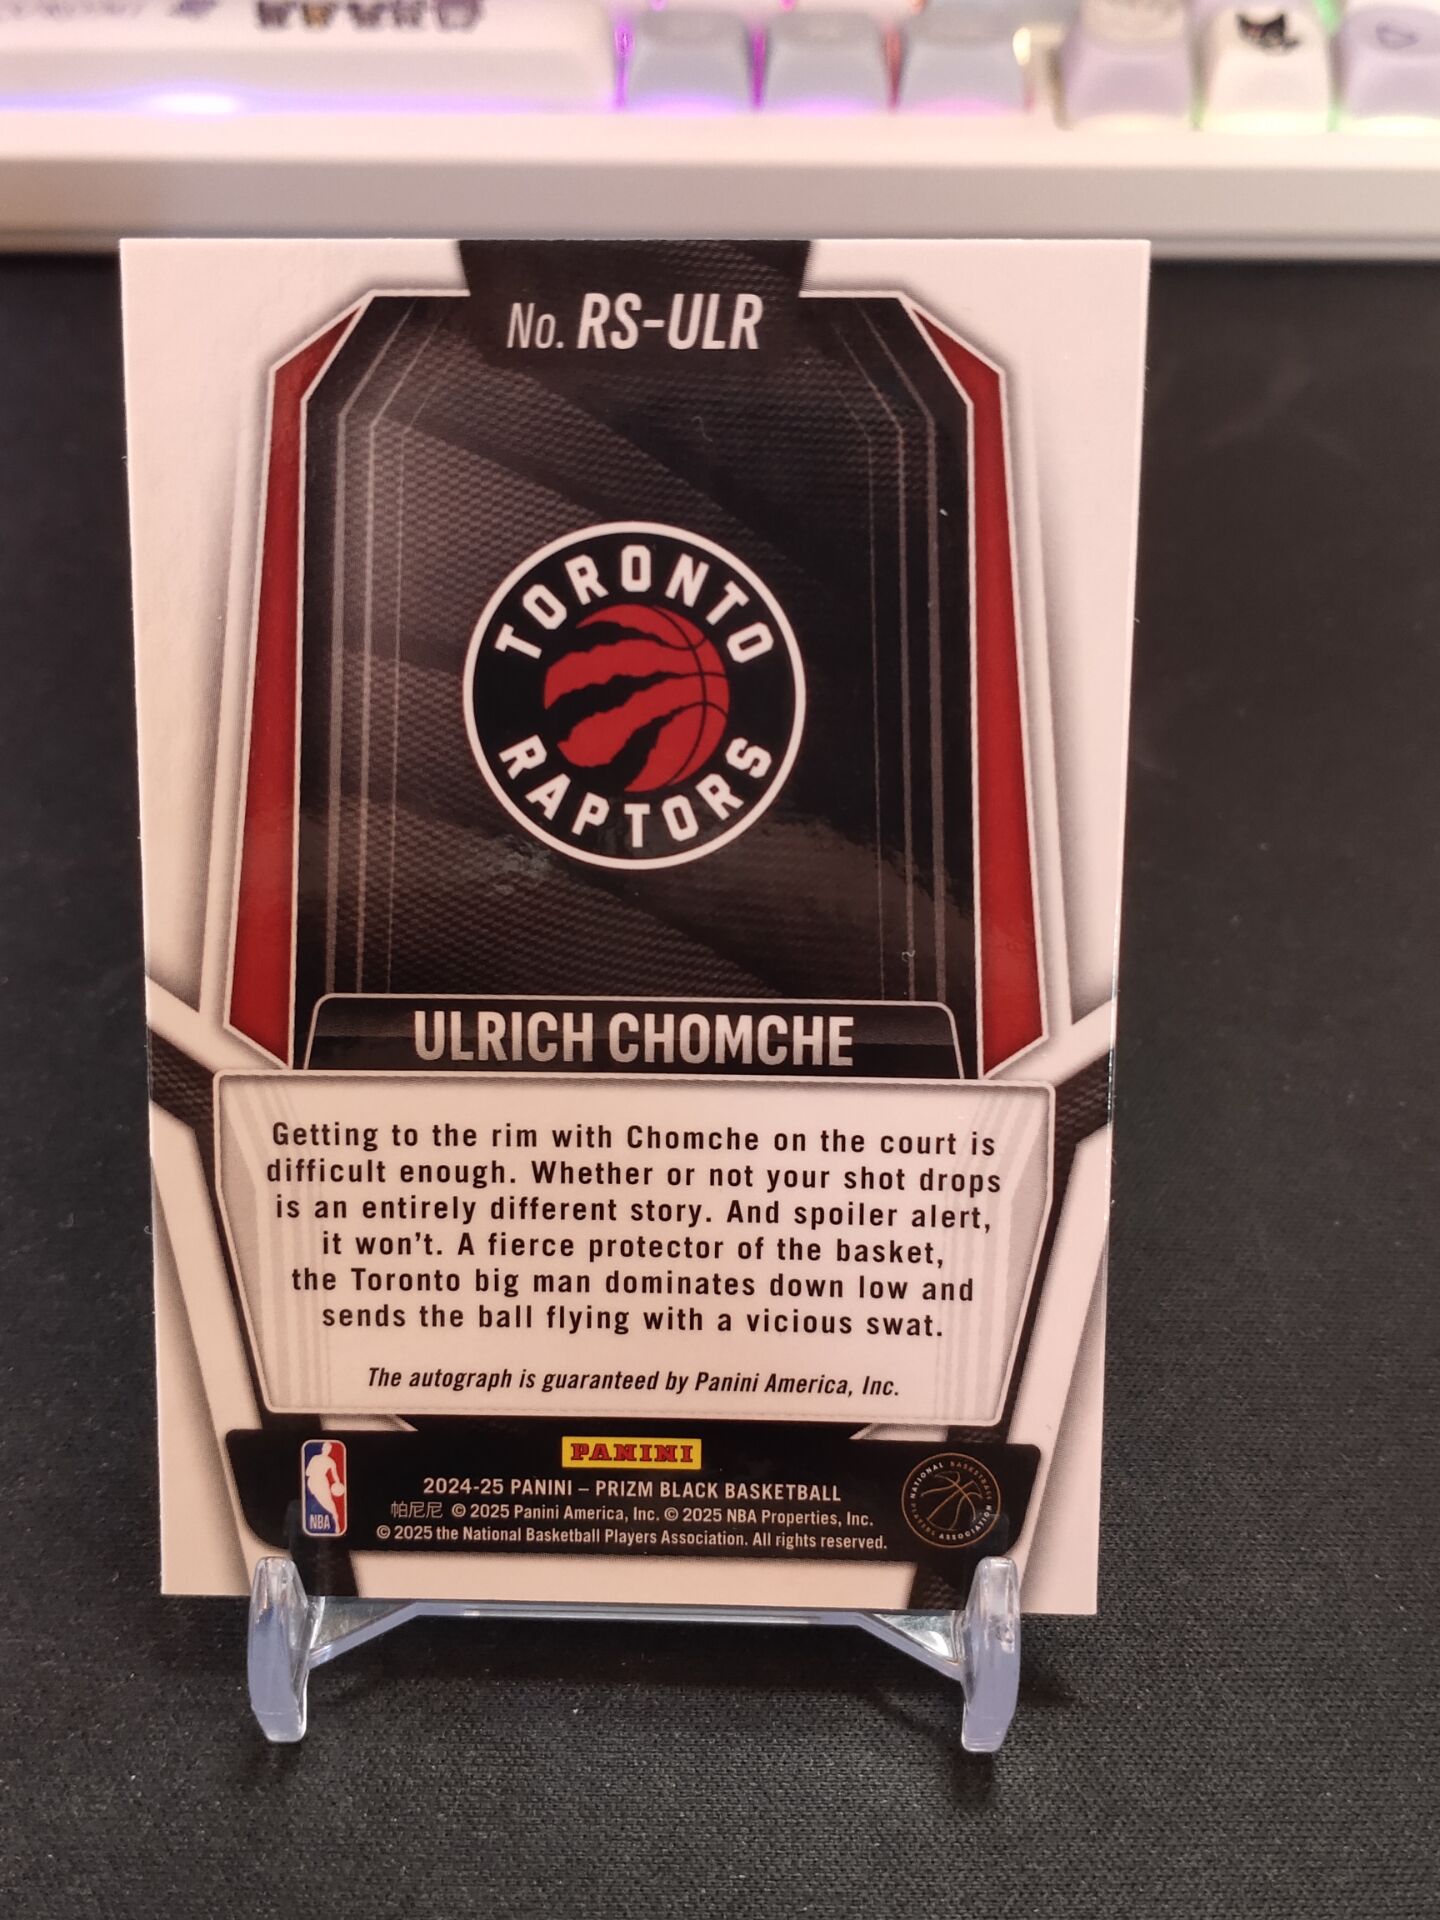 No. RS-ULR
TORONTO
RAPTORS
ULRICH CHOMCHE
Getting to the rim with Chomche on the court is
difficult enough. Whether or not your shot drops
is an entirely different story. And spoiler alert,
it won't. A fierce protector of the basket,
the Toronto big man dominates down low and
sends the ball flying with a vicious swat.
The autograph is guaranteed by Panini America, Inc.
PANINI
2024-25 PANINI – PRIZM BLACK BASKETBALL
帕尼尼 © 2025 Panini America, Inc. © 2025 NBA Properties, Inc.
© 2025 the National Basketball Players Association. All rights reserved.
NBA
NATIONAL BASKETBALL
PLAYERS ASSOCIATION